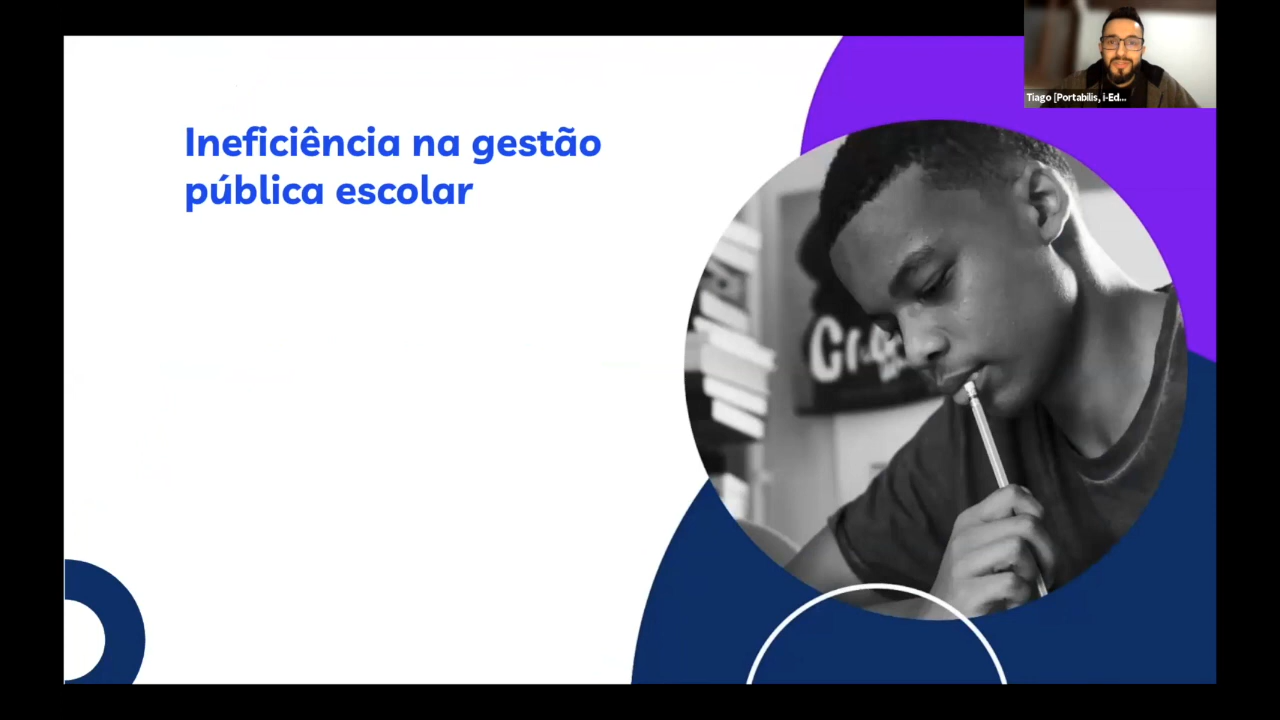 Ineficiência na gestão
pública escolar
Tiago [Portabilis, i-Ed...